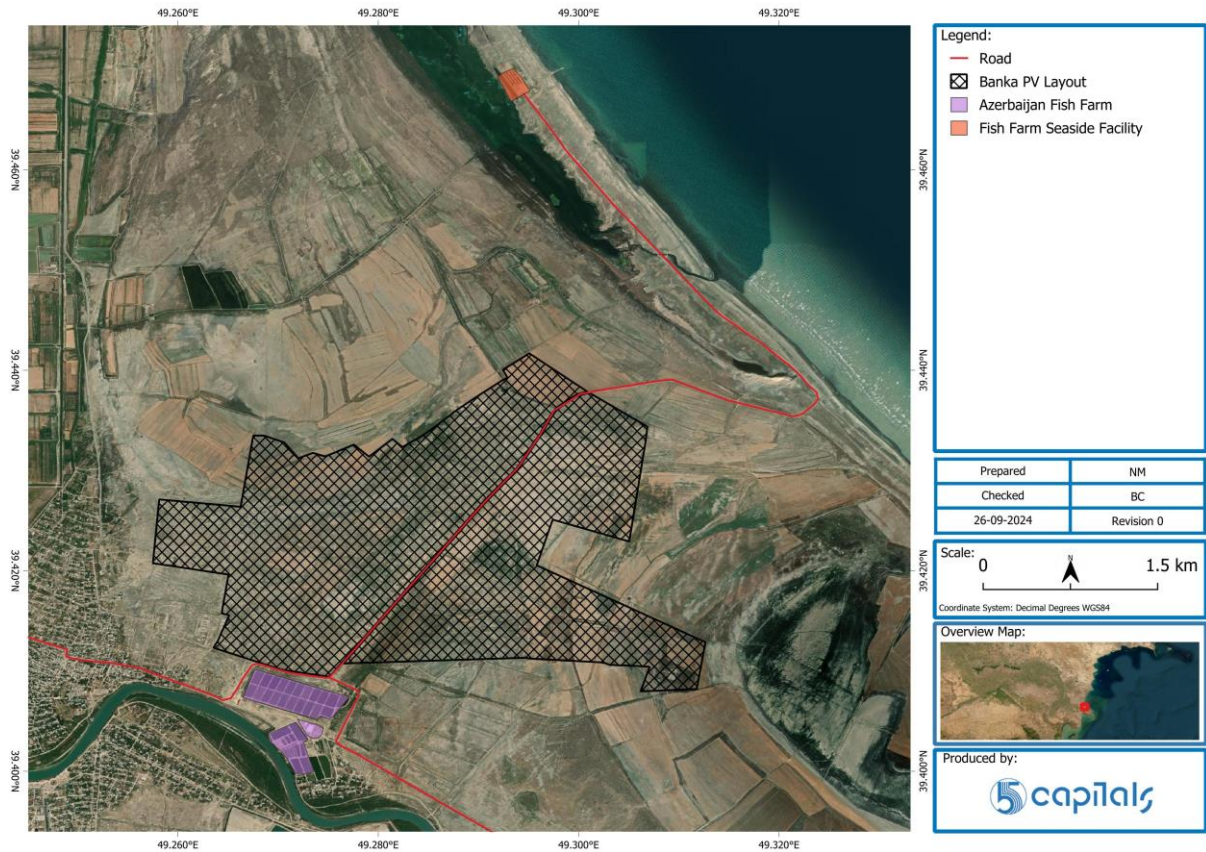 49.260°E 49.280°E 49.300°E 49.320°E
39.460°N 39.460°N
39.440°N 39.440°N
39.420°N 39.420°N
39.400°N 39.400°N
49.260°E 49.280°E 49.300°E 49.320°E
Legend:
Road
Banka PV Layout
Azerbaijan Fish Farm
Fish Farm Seaside Facility
Prepared NM
Checked BC
26-09-2024 Revision 0
Scale:
0 N 1.5 km
Coordinate System: Decimal Degrees WGS84
Overview Map:
Produced by:
5 capitals